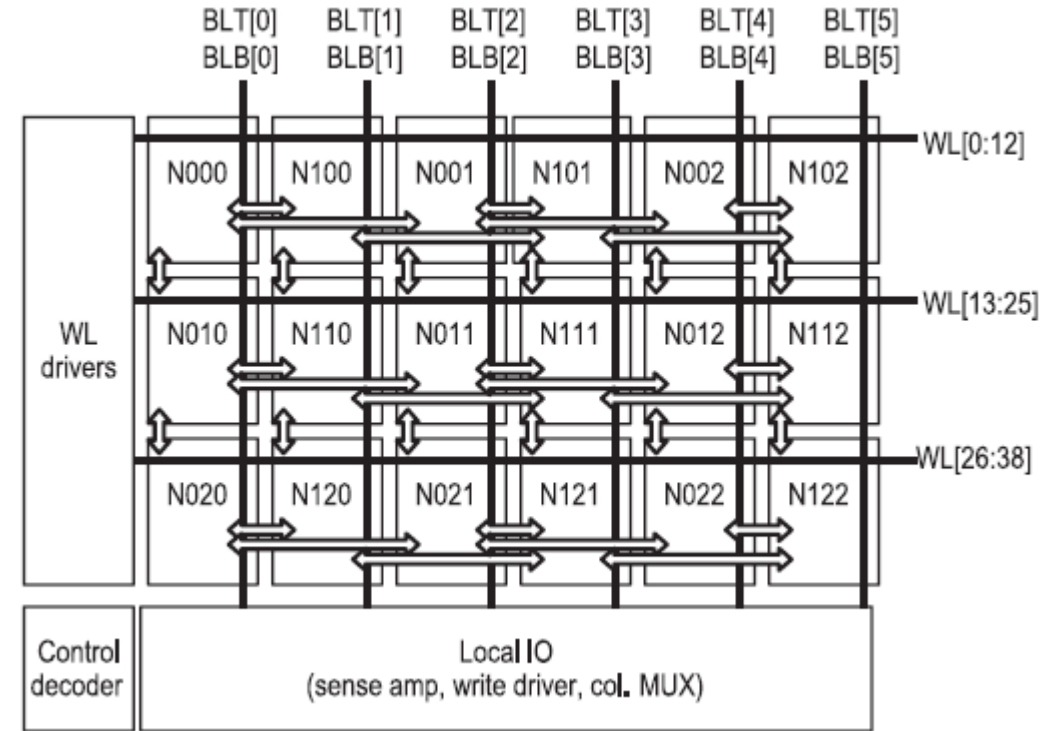 BLT[0] BLT[1] BLT[2] BLT[3] BLT[4] BLT[5]
BLB[0] BLB[1] BLB[2] BLB[3] BLB[4] BLB[5]
WL[0:12]
N000 N100 N001 N101 N002 N102
WL[13:25]
WL
drivers
N010 N110 N011 N111 N012 N112
WL[26:38]
N020 N120 N021 N121 N022 N122
Control
decoder
Local IO
(sense amp, write driver, col. MUX)